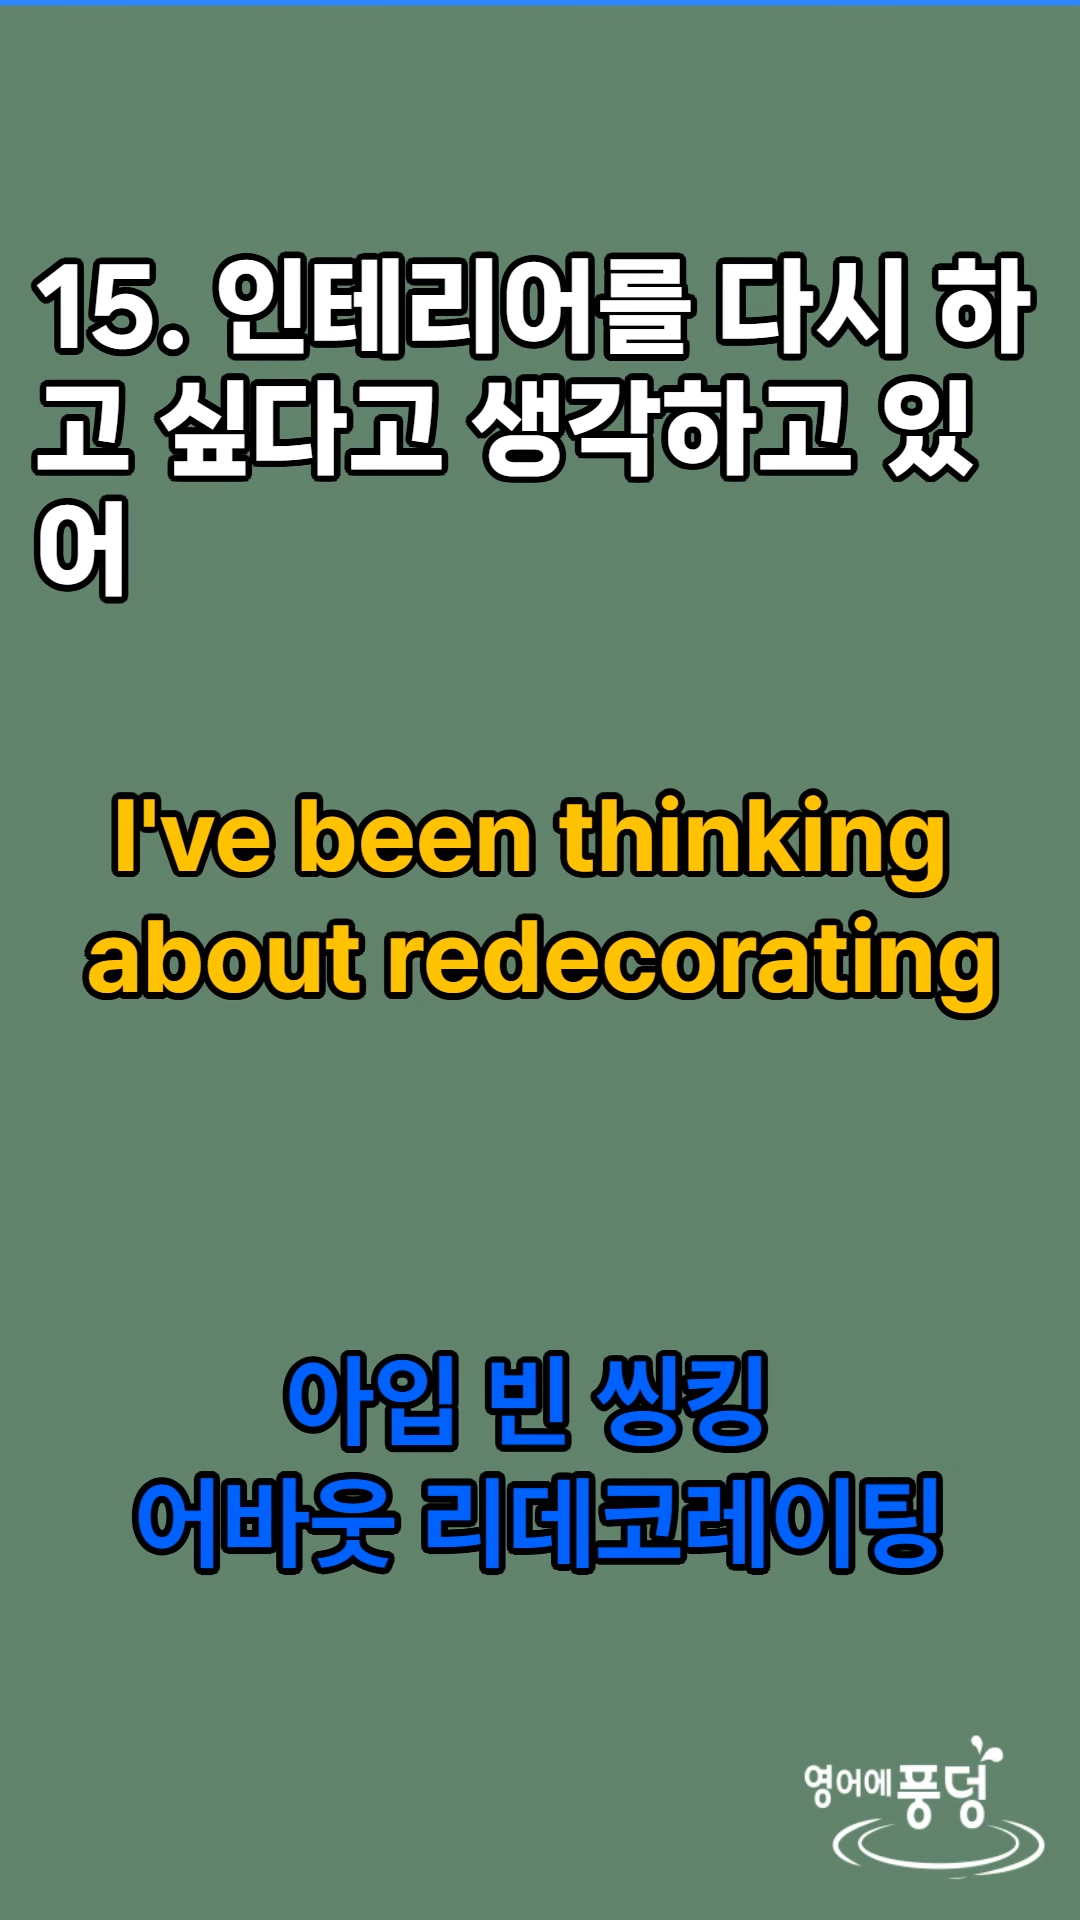 15. 인테리어를 다시 하
고 싶다고 생각하고 있
어
I've been thinking
about redecorating
아입 빈 씽킹
어바웃 리데코레이팅
영어에풍덩